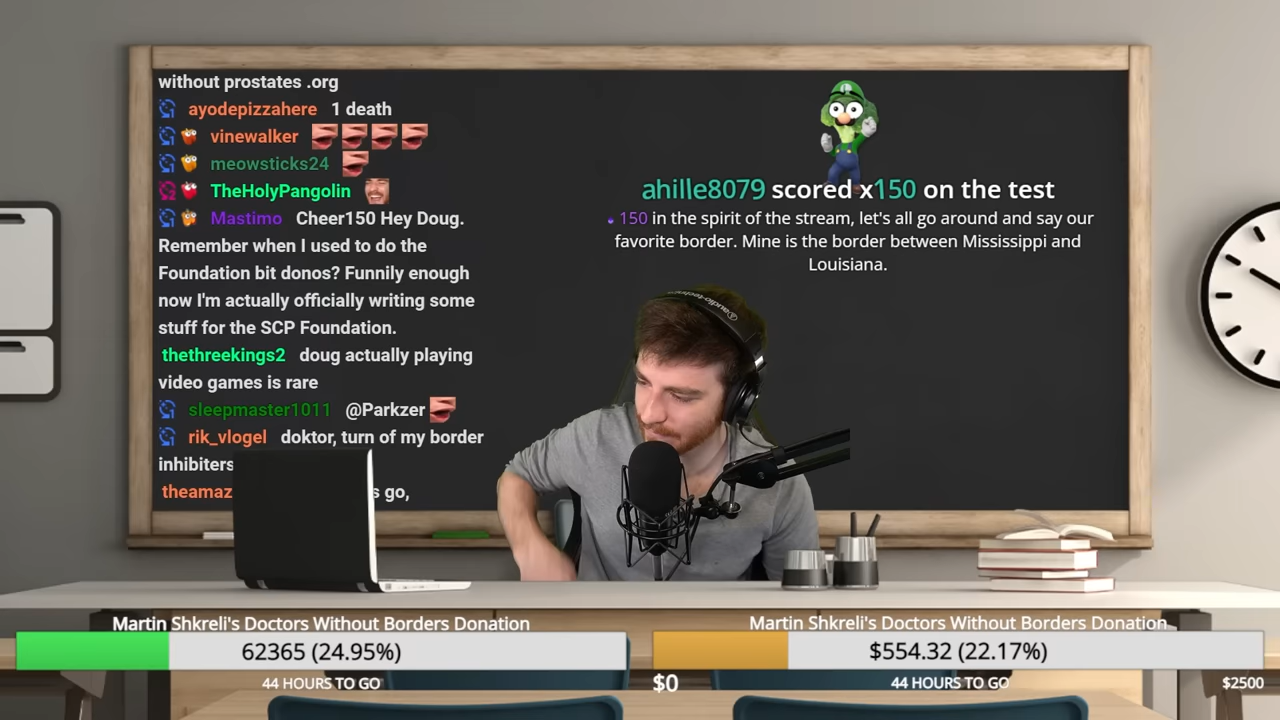 without prostates .org
ayodepizzahere 1 death
vinewalker
meowsticks24
TheHolyPangolin
Mastimo Cheer150 Hey Doug.
Remember when I used to do the
Foundation bit donos? Funnily enough
now I'm actually officially writing some
stuff for the SCP Foundation.
thethreekings2 doug actually playing
video games is rare
sleepmaster1011 @Parkzer
rik_vlogel doktor, turn of my border
inhibiters
theamaz s go,
ahille8079 scored x150 on the test
150 in the spirit of the stream, let's all go around and say our
favorite border. Mine is the border between Mississippi and
Louisiana.
audio-technica
Martin Shkreli's Doctors Without Borders Donation
62365 (24.95%)
44 HOURS TO GO
Martin Shkreli's Doctors Without Borders Donation
$554.32 (22.17%)
$0
44 HOURS TO GO
$2500